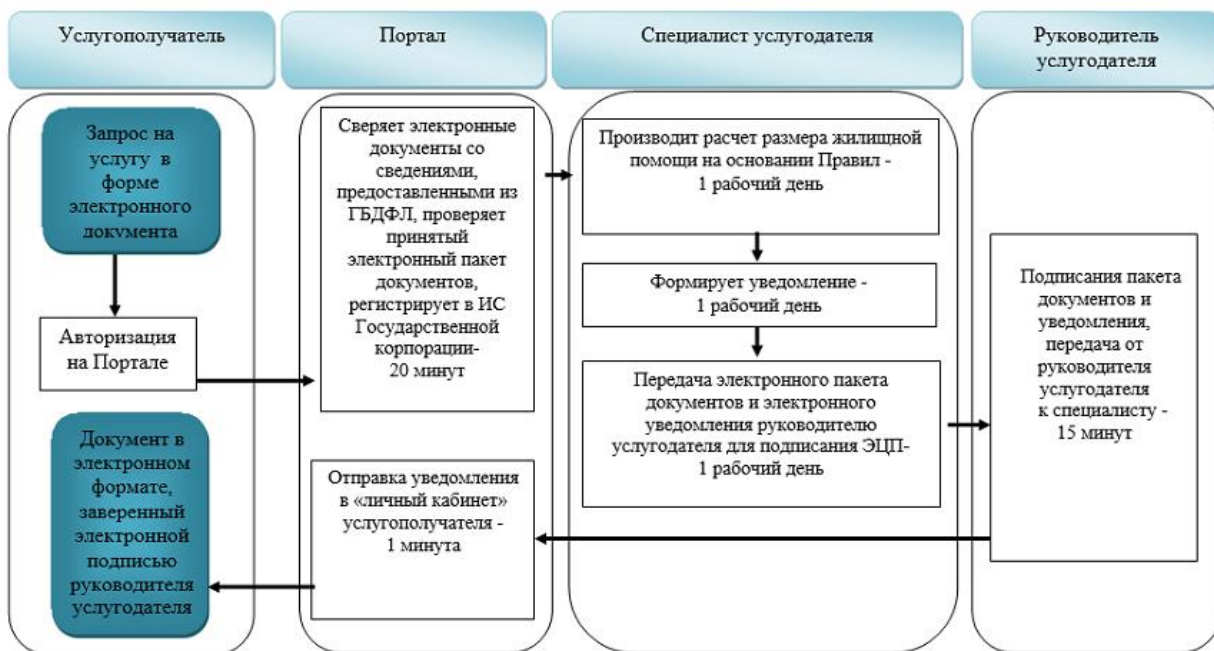 Услугополучатель
Портал
Специалист услугодателя
Руководитель
услугодателя
Запрос на
услугу в
форме
электронного
документа
Авторизация
на Портале
Сверяет электронные
документы со
сведениями,
предоставленными из
ГБДФЛ, проверяет
принятый
электронный пакет
документов,
регистрирует в ИС
Государственной
корпорации-
20 минут
Производит расчет размера жилищной
помощи на основании Правил -
1 рабочий день
Формирует уведомление -
1 рабочий день
Передача электронного пакета
документов и электронного
уведомления руководителю
услугодателя для подписания ЭЦП-
1 рабочий день
Подписания пакета
документов и
уведомления,
передача от
руководителя
услугодателя
к специалисту -
15 минут
Отправка уведомления
в «личный кабинет»
услугополучателя -
1 минута
Документ в
электронном
формате,
заверенный
электронной
подписью
руководителя
услугодателя